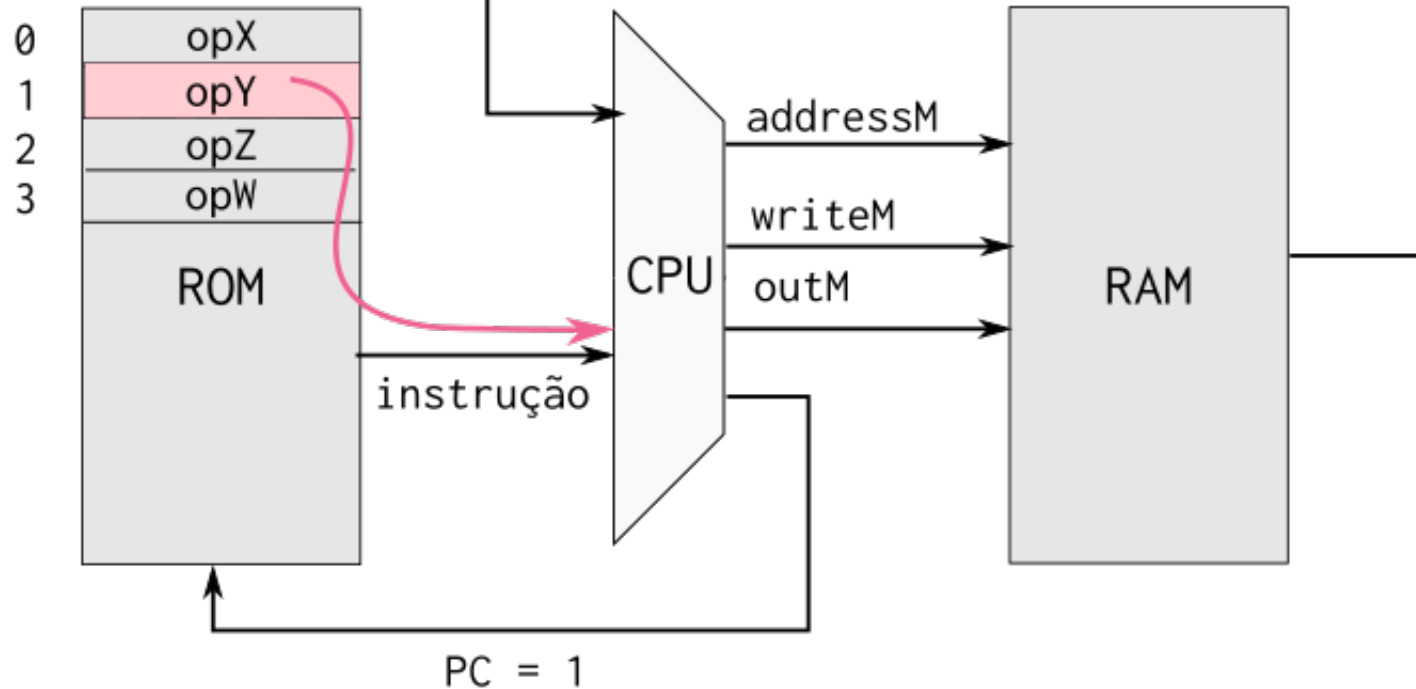 0 opX
1 opY
2 opZ
3 opW
ROM
instrução
CPU
addressM
writeM
outM
RAM
PC = 1